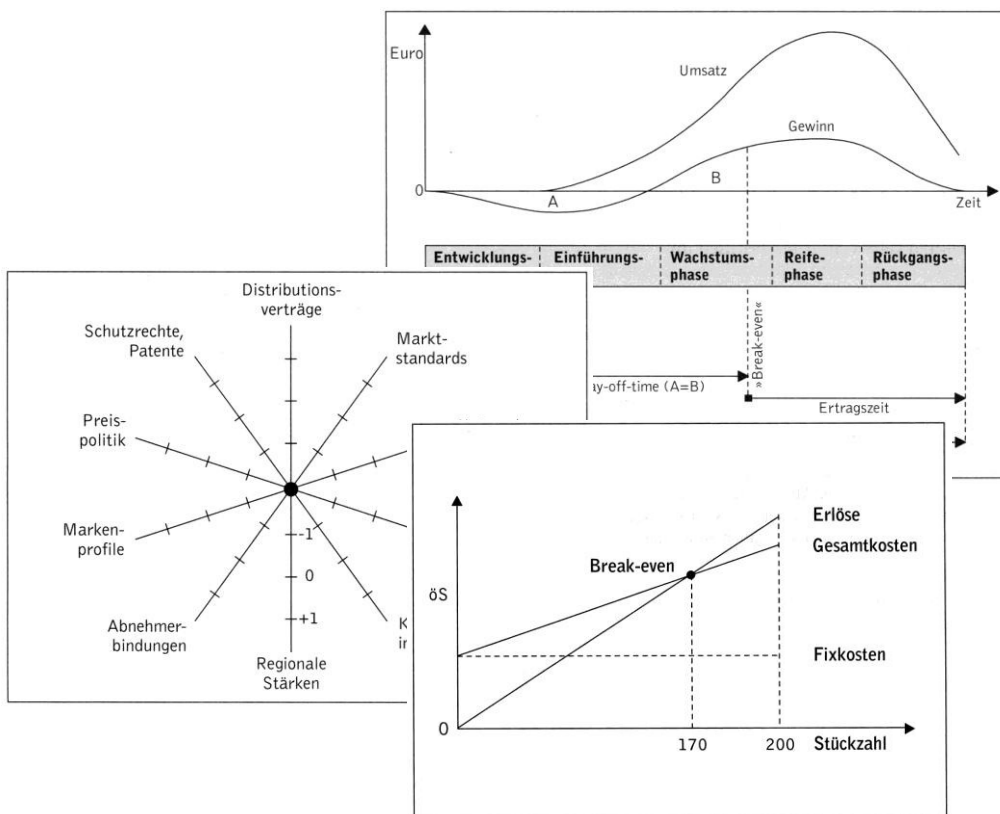 Euro
Umsatz
Gewinn
B
0
A
Zeit
Entwicklungs-
Einführungs-
Wachstums-
phase
Reife-
phase
Rückgangs-
phase
»Break-even«
ay-off-time (A=B)
Ertragszeit
Distributions-
verträge
Schutzrechte,
Patente
Markt-
standards
Preis-
politik
Marken-
profile
-1
0
+1
Abnehmer-
bindungen
Regionale
Stärken
K
in
Erlöse
Gesamtkosten
Break-even
öS
Fixkosten
0
170
200
Stückzahl